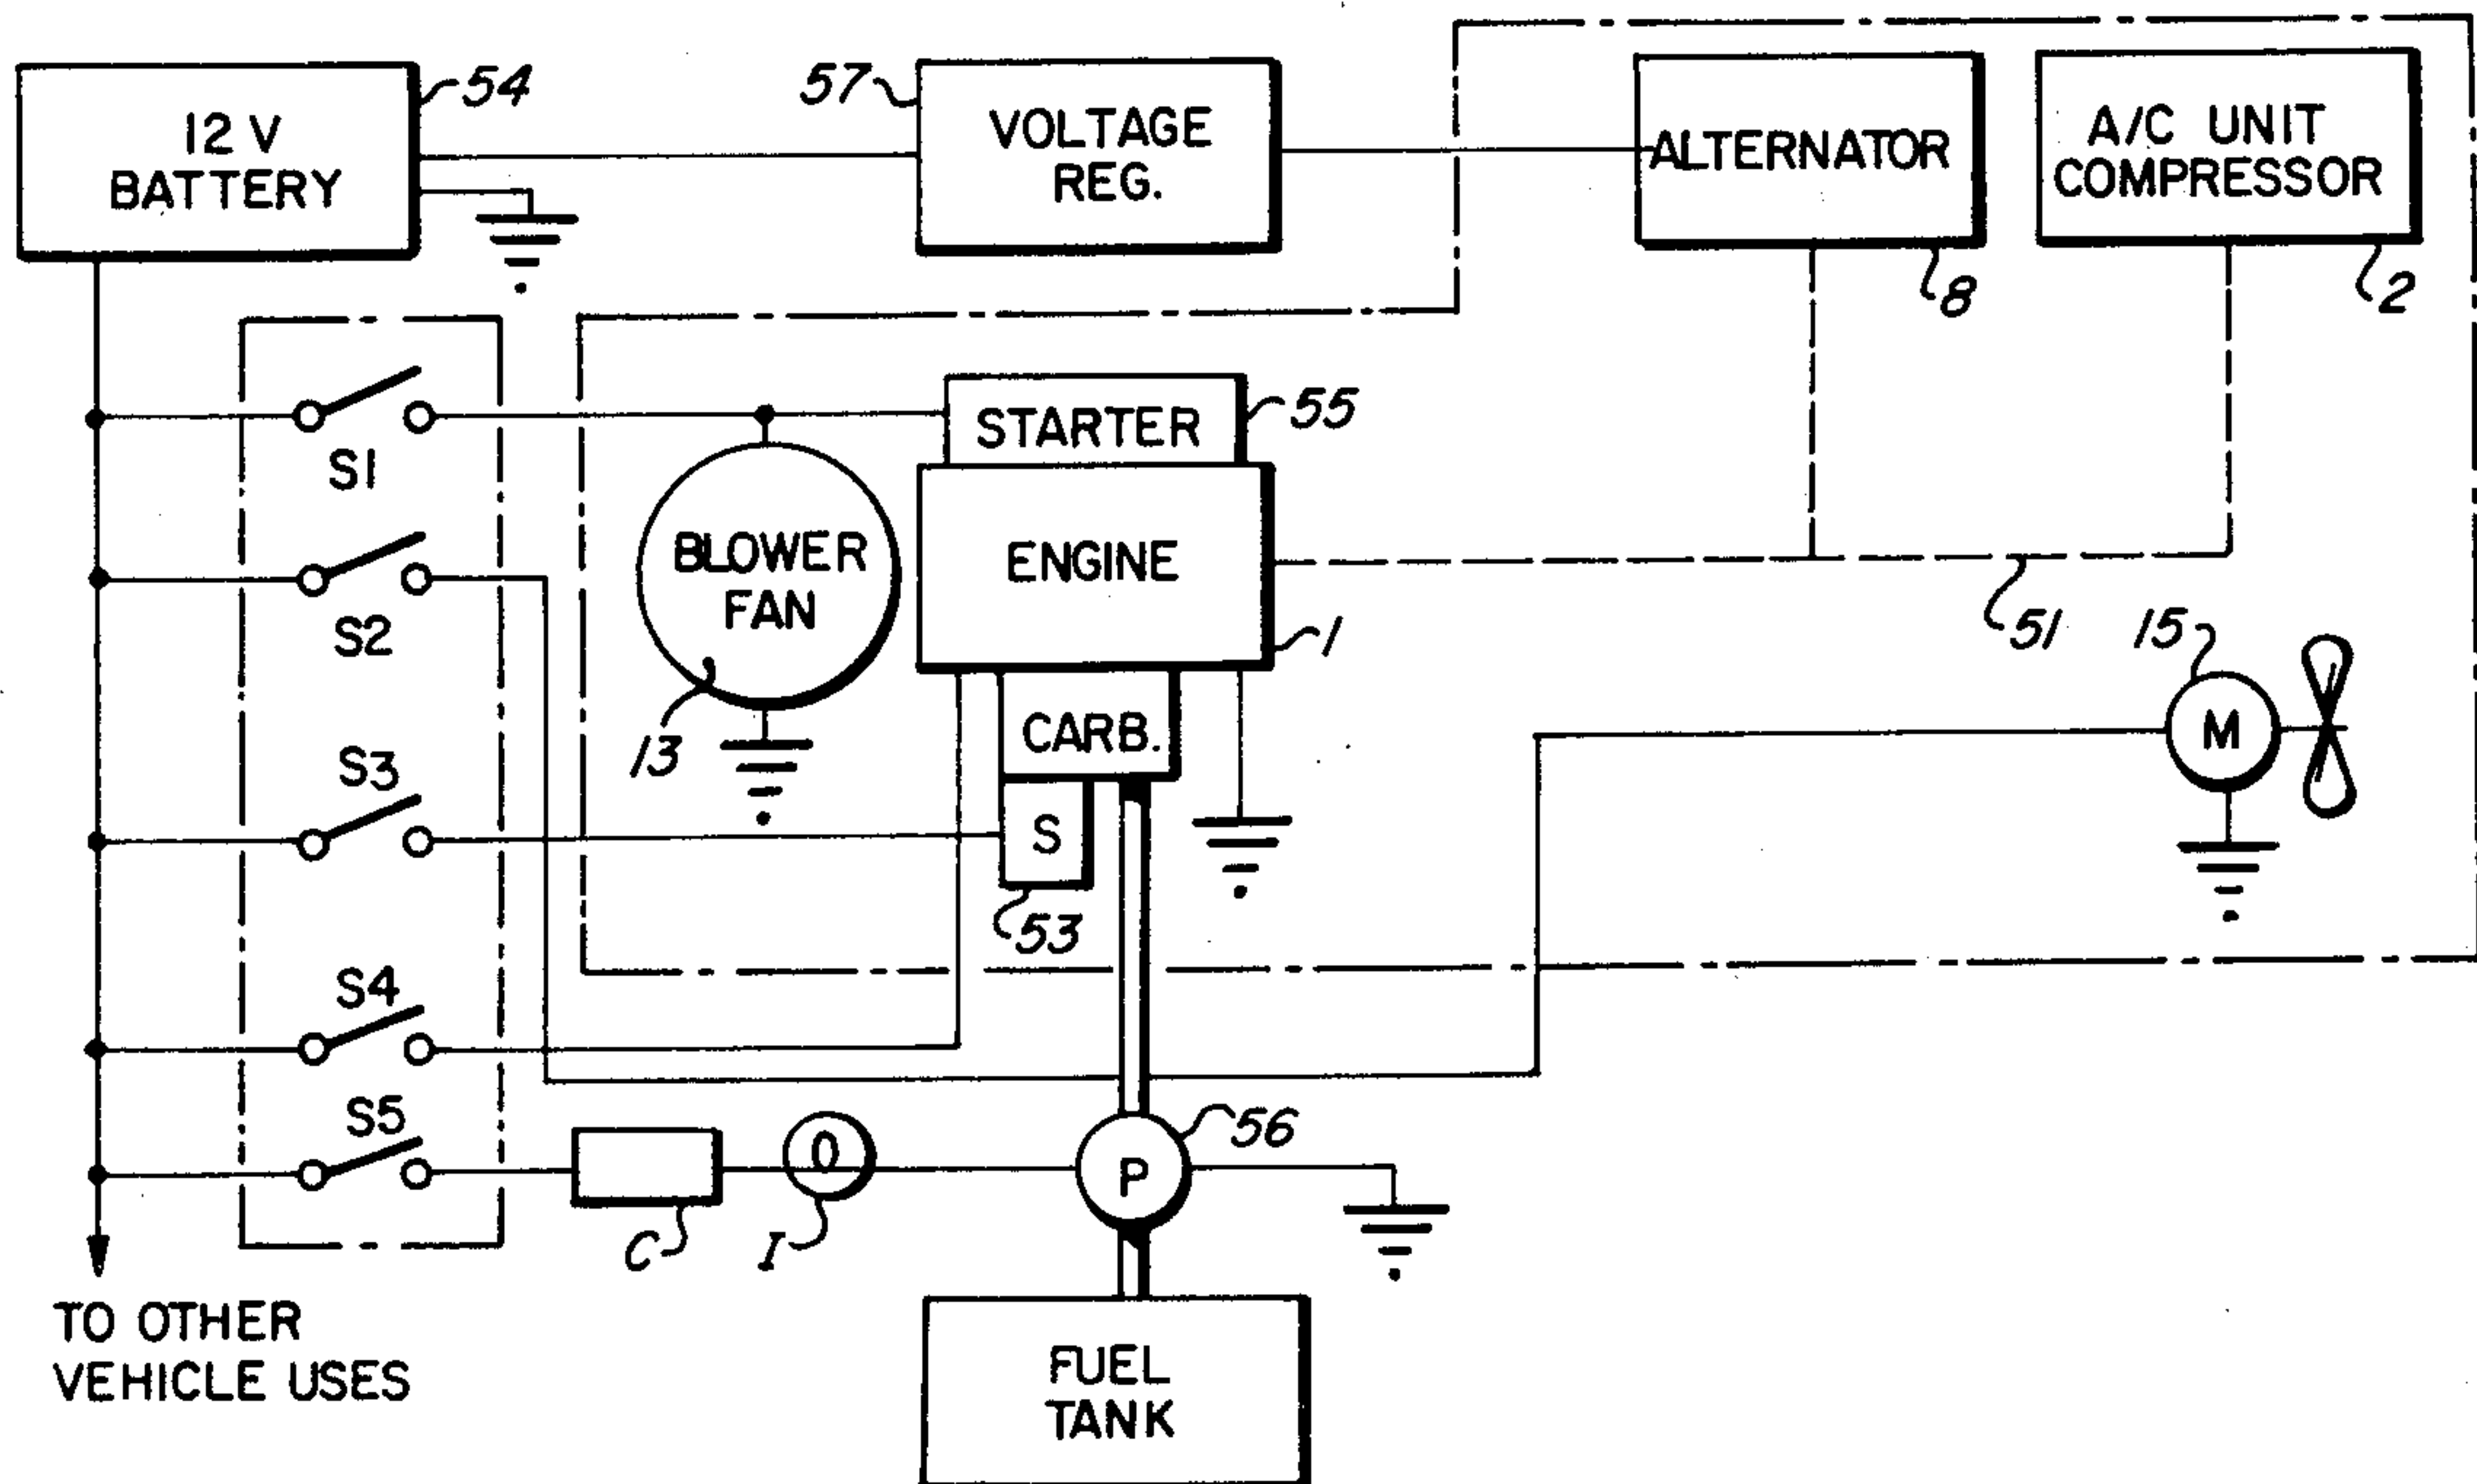 12 V
BATTERY
54
57
VOLTAGE
REG.
ALTERNATOR
8
A/C UNIT
COMPRESSOR
2
S1
S2
S3
S4
S5
BLOWER
FAN
13
STARTER
55
ENGINE
1
CARB.
S
53
51
15
M
C
I
P
56
FUEL
TANK
TO OTHER
VEHICLE USES